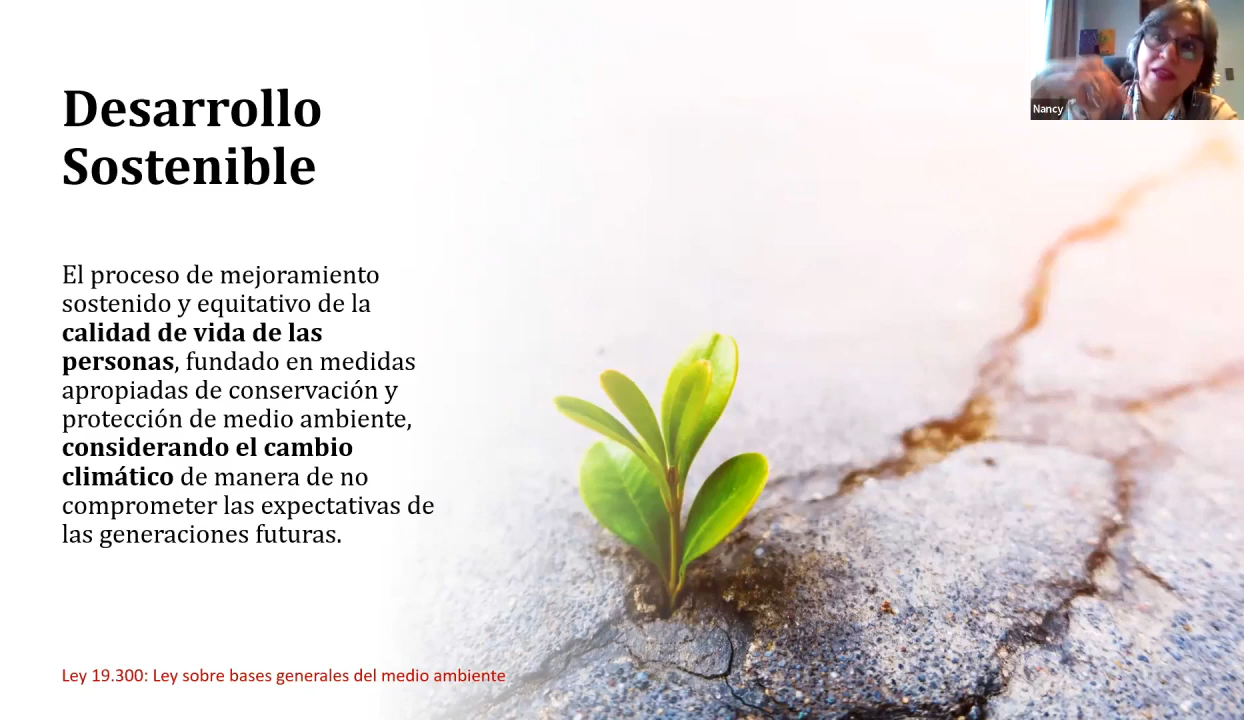 Desarrollo
Sostenible
El proceso de mejoramiento
sostenido y equitativo de la
calidad de vida de las
personas, fundado en medidas
apropiadas de conservación y
protección de medio ambiente,
considerando el cambio
climático de manera de no
comprometer las expectativas de
las generaciones futuras.
Ley 19.300: Ley sobre bases generales del medio ambiente
Nancy